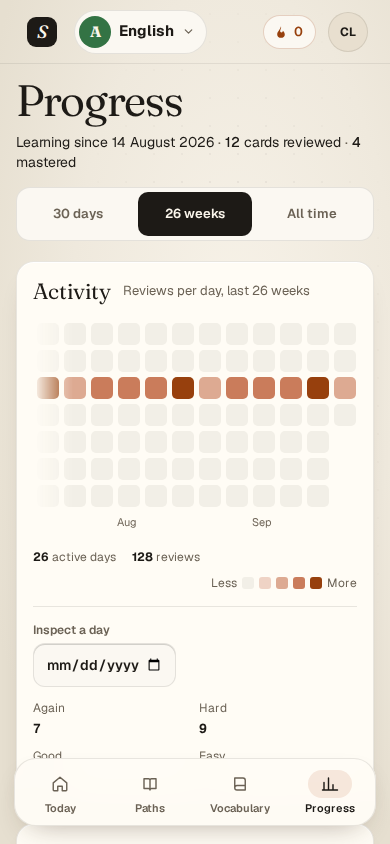 S
A English
0
CL
Progress
Learning since 14 August 2026 · 12 cards reviewed · 4
mastered
30 days
26 weeks
All time
Activity
Reviews per day, last 26 weeks
Aug
Sep
26 active days
128 reviews
Less
More
Inspect a day
mm/dd/yyyy
Again
Hard
7
9
Good
Easy
Today
Paths
Vocabulary
Progress